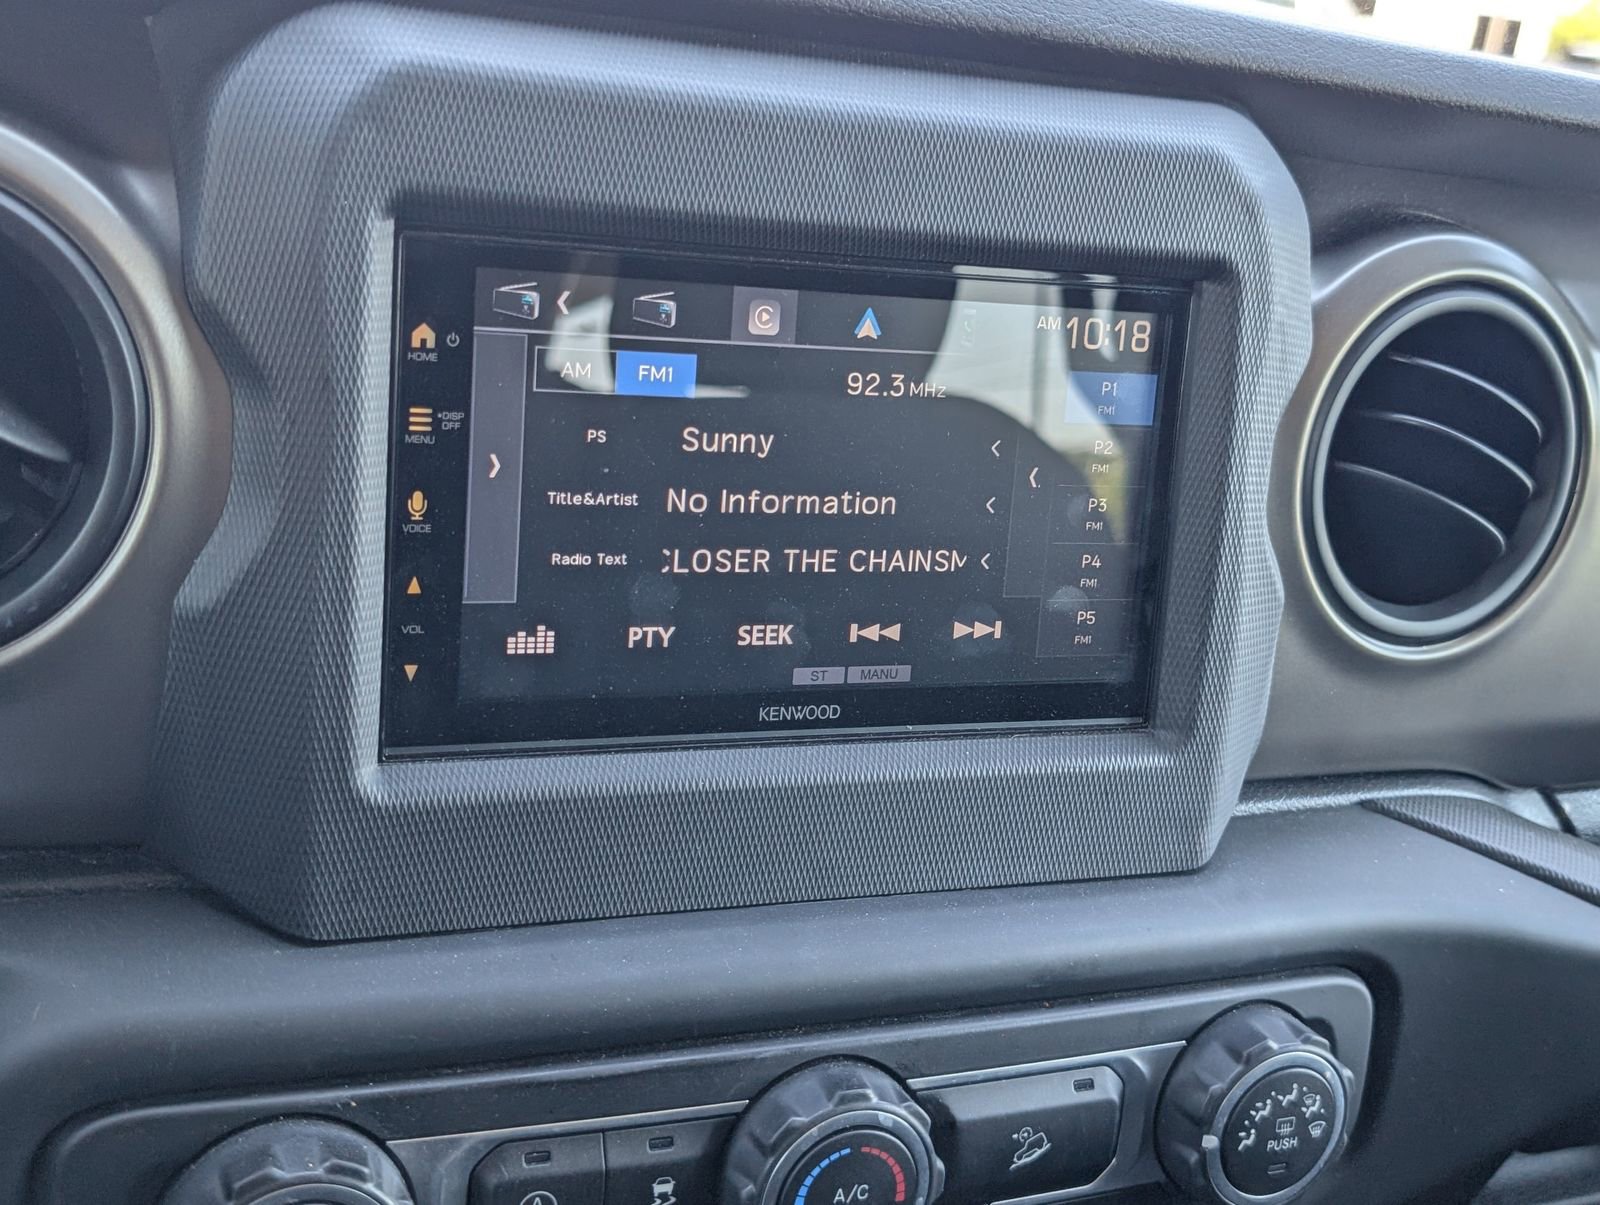 AM 10:18
HOME
AM FM1 92.3 MHz
P1
FM1
*DISP
OFF
MENU
PS Sunny
P2
FM1
Title&Artist No Information
P3
FM1
VOICE
Radio Text CLOSER THE CHAINSM
P4
FM1
VOL
PTY SEEK
P5
FM1
ST MANU
KENWOOD
PUSH
A/C